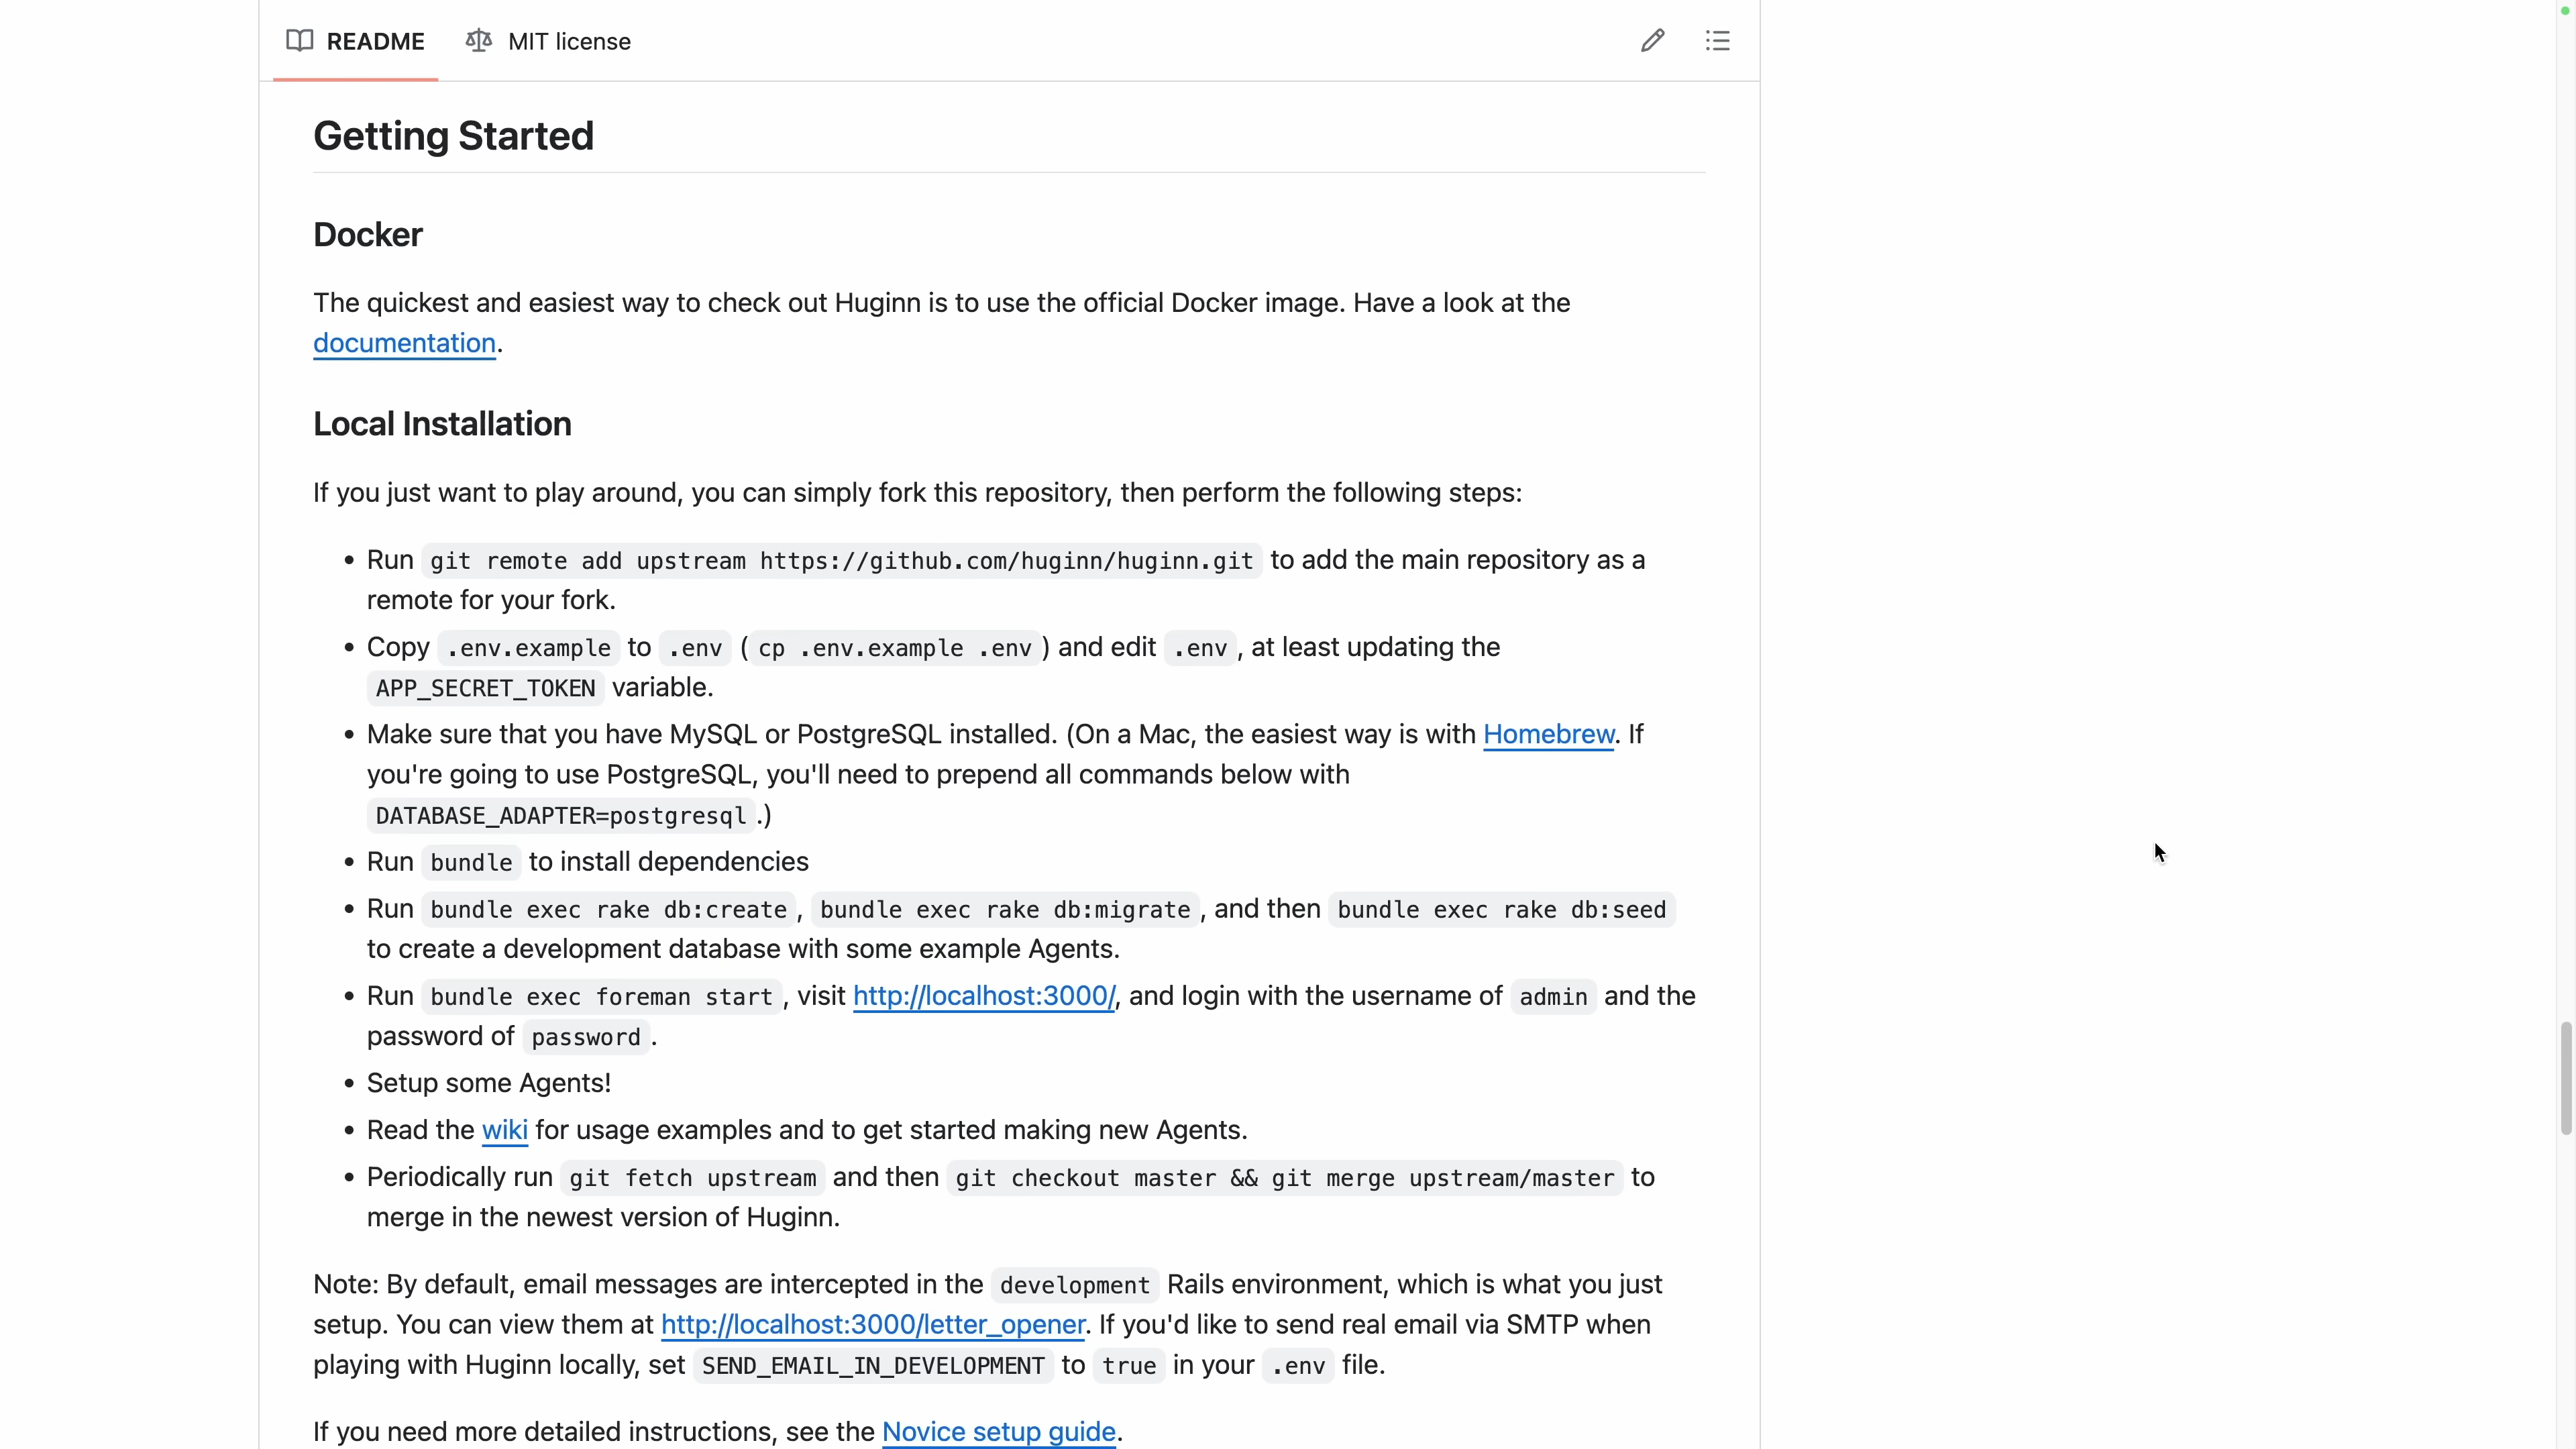 README MIT license
Getting Started
Docker
The quickest and easiest way to check out Huginn is to use the official Docker image. Have a look at the
documentation.
Local Installation
If you just want to play around, you can simply fork this repository, then perform the following steps:
• Run git remote add upstream https://github.com/huginn/huginn.git to add the main repository as a
remote for your fork.
• Copy .env.example to .env (cp .env.example .env) and edit .env, at least updating the
APP_SECRET_TOKEN variable.
• Make sure that you have MySQL or PostgreSQL installed. (On a Mac, the easiest way is with Homebrew. If
you're going to use PostgreSQL, you'll need to prepend all commands below with
DATABASE_ADAPTER=postgresql.)
• Run bundle to install dependencies
• Run bundle exec rake db:create, bundle exec rake db:migrate, and then bundle exec rake db:seed
to create a development database with some example Agents.
• Run bundle exec foreman start, visit http://localhost:3000/, and login with the username of admin and the
password of password.
• Setup some Agents!
• Read the wiki for usage examples and to get started making new Agents.
• Periodically run git fetch upstream and then git checkout master && git merge upstream/master to
merge in the newest version of Huginn.
Note: By default, email messages are intercepted in the development Rails environment, which is what you just
setup. You can view them at http://localhost:3000/letter_opener. If you'd like to send real email via SMTP when
playing with Huginn locally, set SEND_EMAIL_IN_DEVELOPMENT to true in your .env file.
If you need more detailed instructions, see the Novice setup guide.